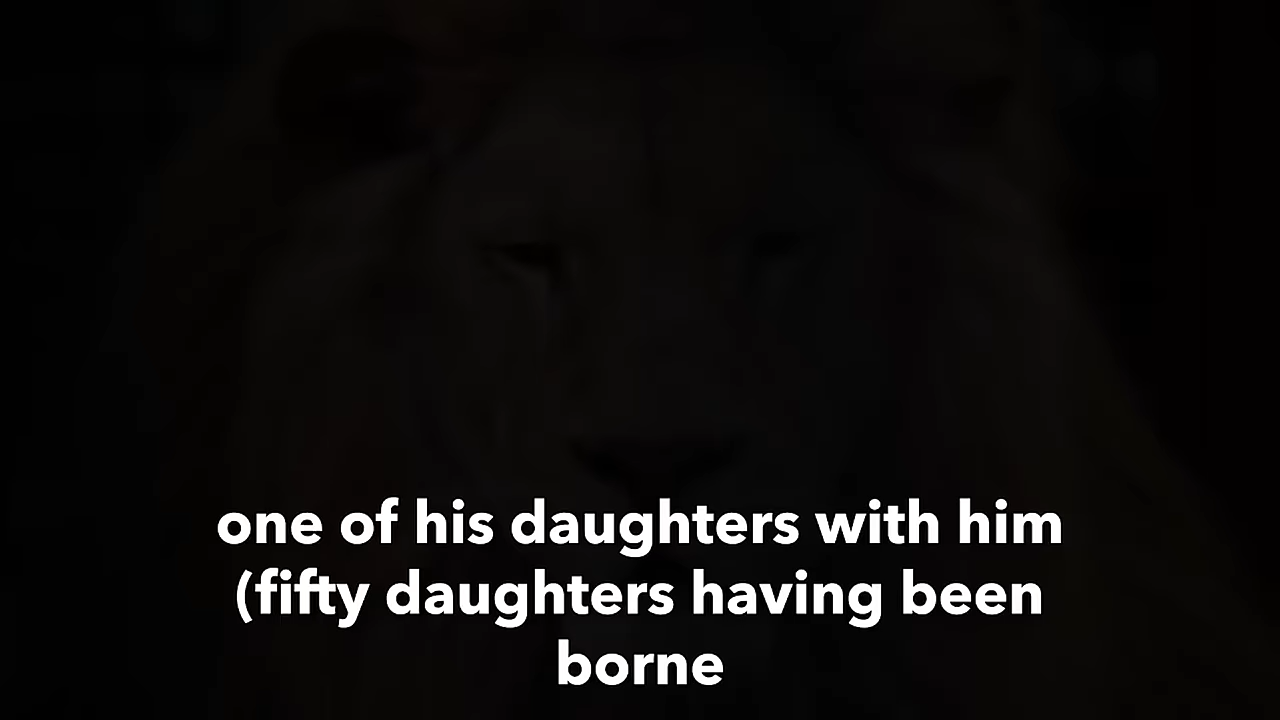 one of his daughters with him
(fifty daughters having been
borne